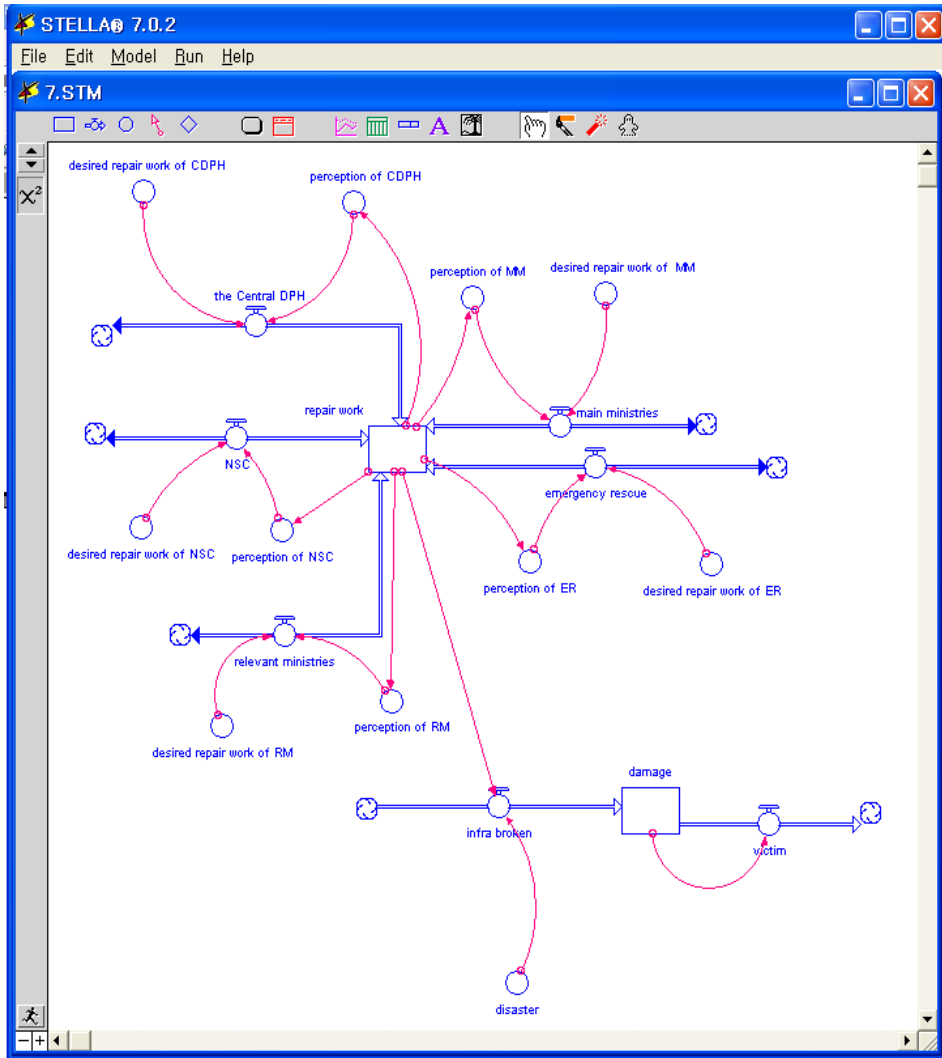 STELLA® 7.0.2
File Edit Model Run Help
7.STM
A
X²
desired repair work of CDPH
perception of CDPH
perception of MM
desired repair work of MM
the Central DPH
repair work
main ministries
NSC
emergency rescue
desired repair work of NSC
perception of NSC
perception of ER
desired repair work of ER
relevant ministries
perception of RM
desired repair work of RM
damage
infra broken
victim
disaster